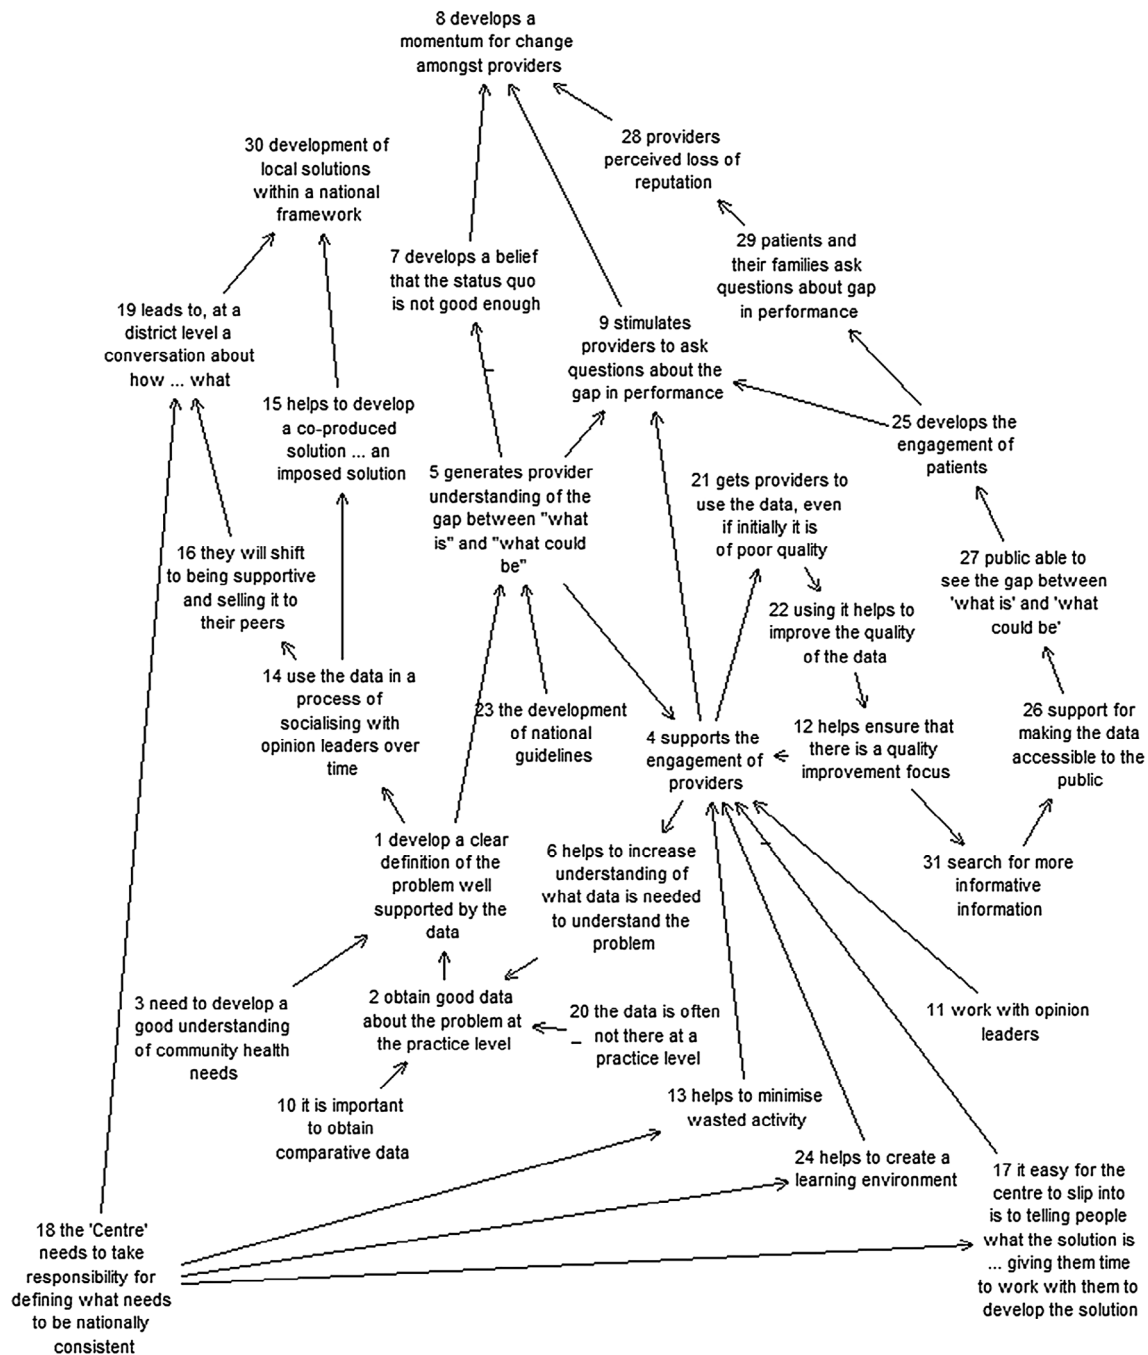 8 develops a
momentum for change
amongst providers
30 development of
local solutions
within a national
framework
28 providers
perceived loss of
reputation
7 develops a belief
that the status quo
is not good enough
29 patients and
their families ask
questions about gap
in performance
19 leads to, at a
district level a
conversation about
how ... what
9 stimulates
providers to ask
questions about the
gap in performance
15 helps to develop
a co-produced
solution ... an
imposed solution
25 develops the
engagement of
patients
5 generates provider
understanding of the
gap between "what
is" and "what could
be"
21 gets providers to
use the data, even
if initially it is
of poor quality
16 they will shift
to being supportive
and selling it to
their peers
27 public able to
see the gap between
'what is' and 'what
could be'
22 using it helps to
improve the quality
of the data
14 use the data in a
process of
socialising with
opinion leaders over
time
23 the development
of national
guidelines
4 supports the
engagement of
providers
12 helps ensure that
there is a quality
improvement focus
26 support for
making the data
accessible to the
public
1 develop a clear
definition of the
problem well
supported by the
data
6 helps to increase
understanding of
what data is needed
to understand the
problem
31 search for more
informative
information
3 need to develop a
good understanding
of community health
needs
2 obtain good data
about the problem at
the practice level
20 the data is often
not there at a
practice level
11 work with opinion
leaders
10 it is important
to obtain
comparative data
13 helps to minimise
wasted activity
24 helps to create a
learning environment
17 it easy for the
centre to slip into
is to telling people
what the solution is
... giving them time
to work with them to
develop the solution
18 the 'Centre'
needs to take
responsibility for
defining what needs
to be nationally
consistent